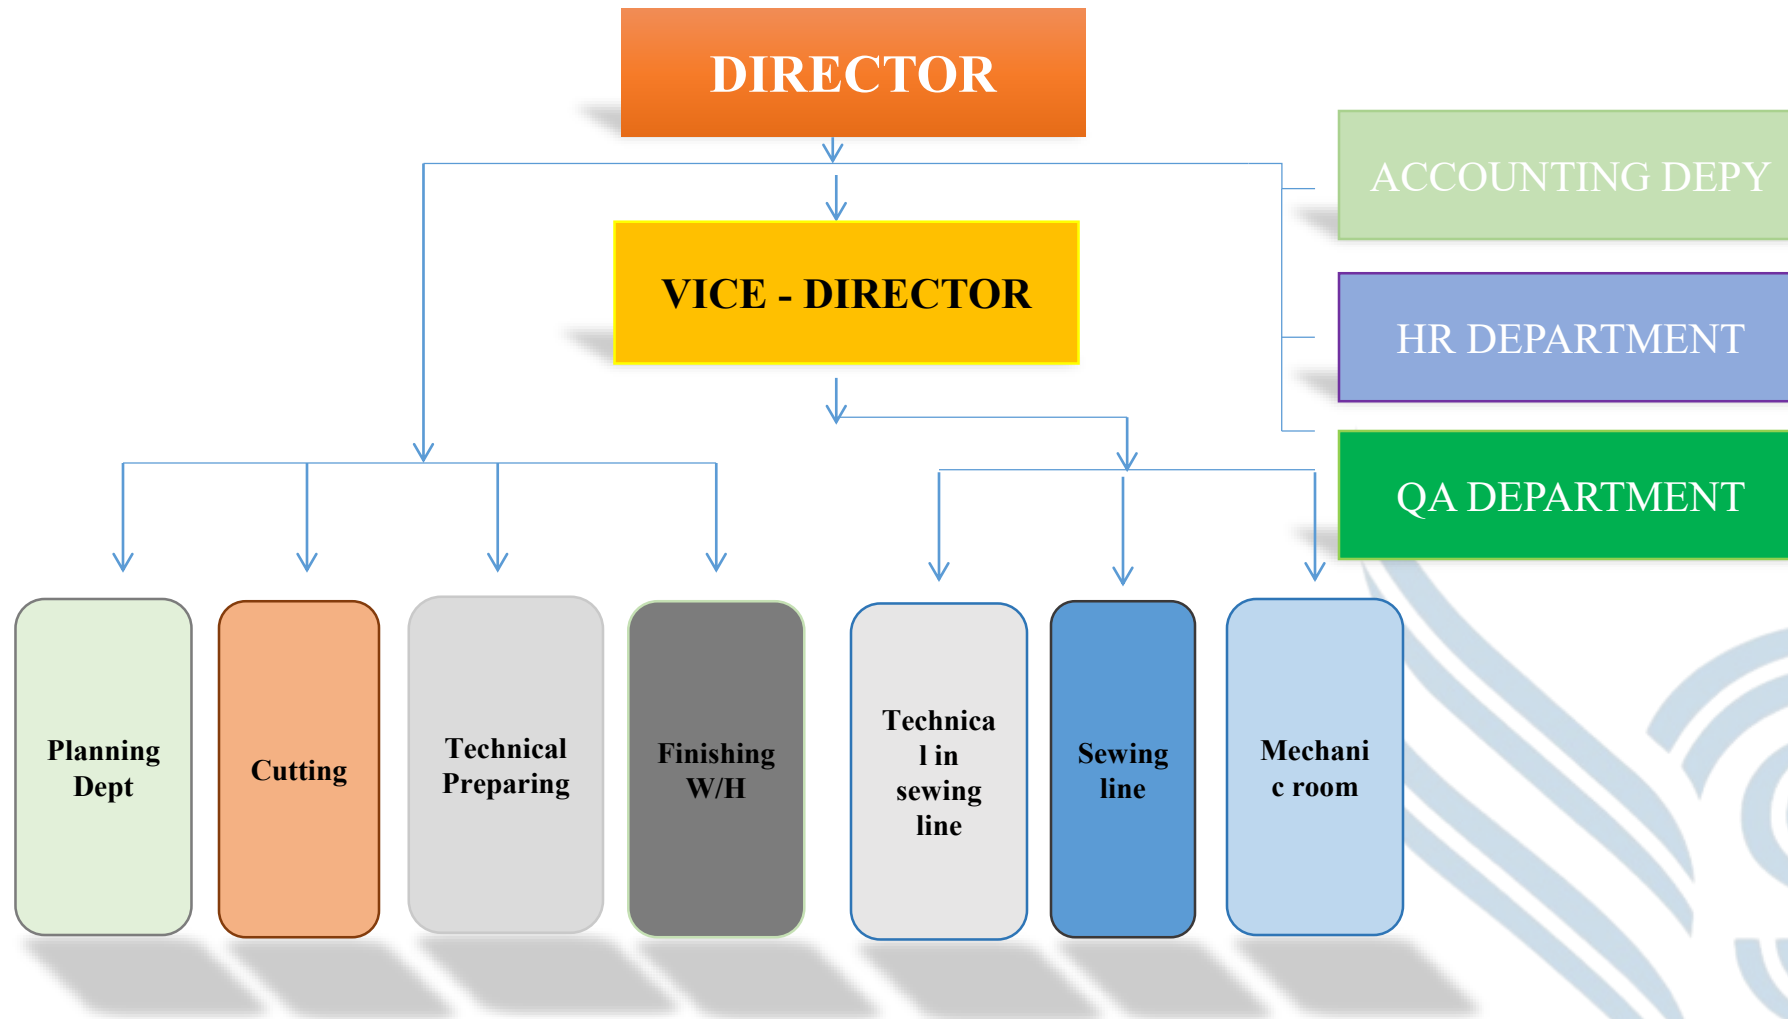 DIRECTOR
ACCOUNTING DEPY
VICE - DIRECTOR
HR DEPARTMENT
QA DEPARTMENT
Planning
Dept
Cutting
Technical
Preparing
Finishing
W/H
Technica
l in
sewing
line
Sewing
line
Mechani
c room